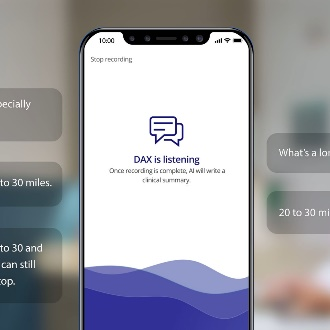 10:00
Stop recording
DAX is listening
Once recording is complete, AI will write a
clinical summary.
ecially
to 30 miles.
to 30 and
can still
top.
What's a lo
20 to 30 mi